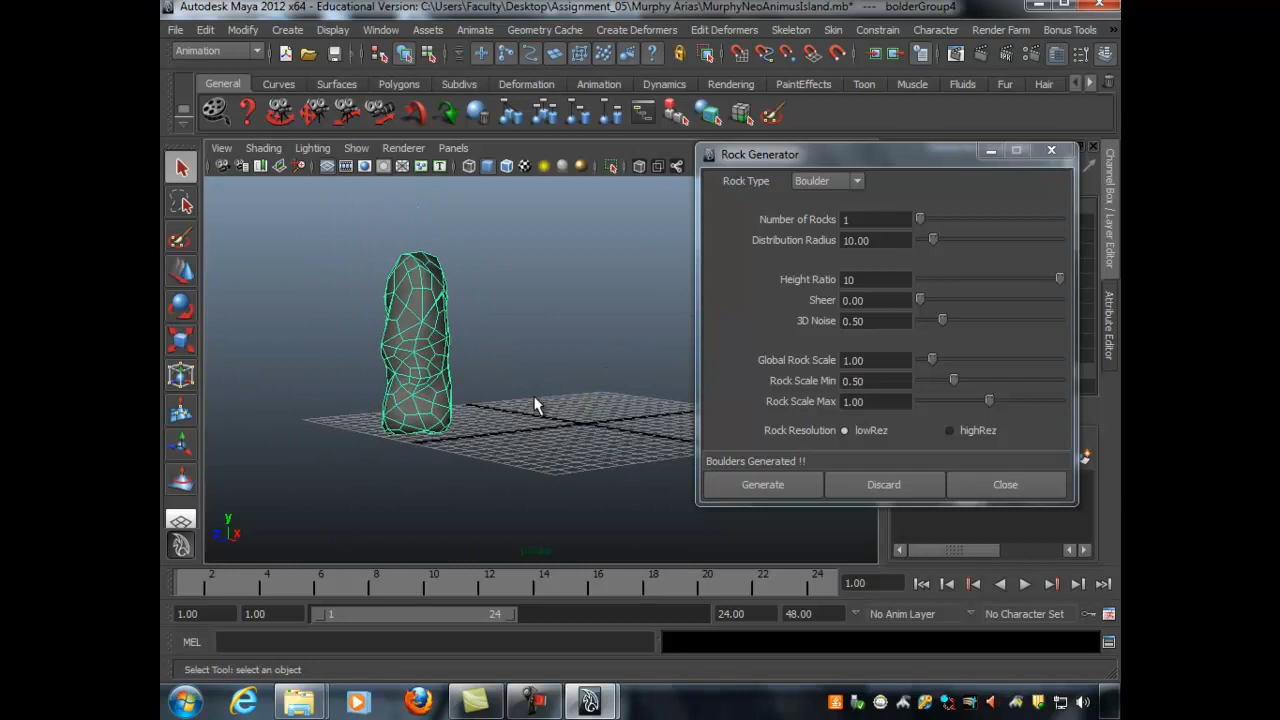 Autodesk Maya 2012 x64 - Educational Version: C:\Users\Faculty\Desktop\Assignment_05\Murphy Arias\MurphyNeoAnimusIsland.mb* --- bolderGroup4
File Edit Modify Create Display Window Assets Animate Geometry Cache Create Deformers Edit Deformers Skeleton Skin Constrain Character Render Farm Bonus Tools »
Animation
General Curves Surfaces Polygons Subdivs Deformation Animation Dynamics Rendering PaintEffects Toon Muscle Fluids Fur Hair
View Shading Lighting Show Renderer Panels
Rock Generator
Rock Type Boulder
Number of Rocks 1
Distribution Radius 10.00
Height Ratio 10
Sheer 0.00
3D Noise 0.50
Global Rock Scale 1.00
Rock Scale Min 0.50
Rock Scale Max 1.00
Rock Resolution lowRez highRez
Boulders Generated !!
Generate Discard Close
Channel Box / Layer Editor
Attribute Editor
y
z x
persp
2 4 6 8 10 12 14 16 18 20 22 24 1.00
1.00 1.00 1 24 24.00 48.00 No Anim Layer No Character Set
MEL
Select Tool: select an object